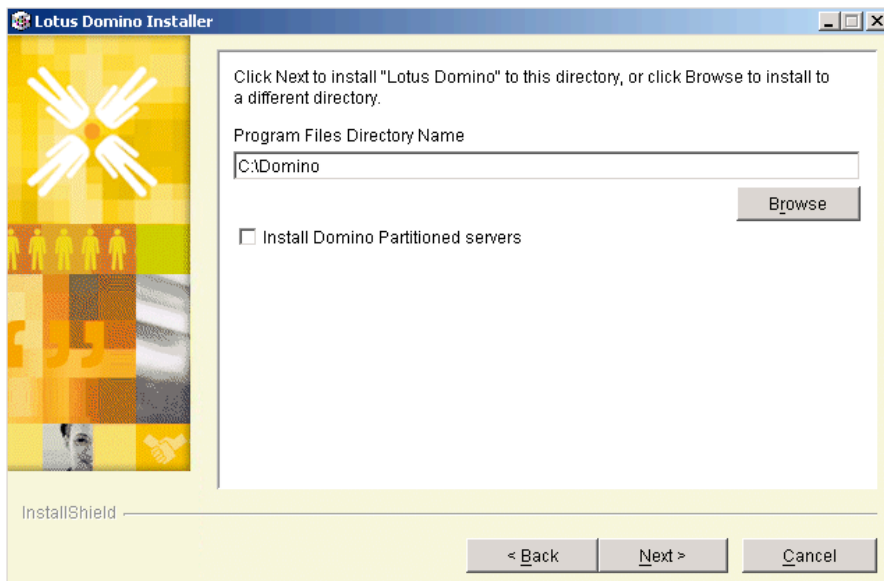 Lotus Domino Installer
Click Next to install "Lotus Domino" to this directory, or click Browse to install to
a different directory.
Program Files Directory Name
C:\Domino
Browse
Install Domino Partitioned servers
InstallShield
< Back Next > Cancel